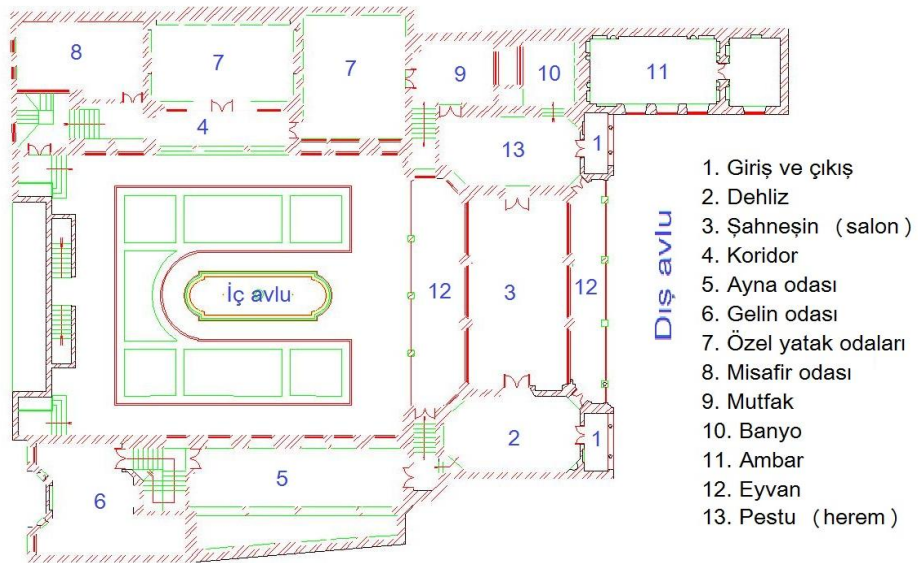 8
7
7
9
10
11
4
13
1
İç avlu
12
3
12
Dış avlu
2
1
5
6
1. Giriş ve çıkış
2. Dehliz
3. Şahneşin (salon)
4. Koridor
5. Ayna odası
6. Gelin odası
7. Özel yatak odaları
8. Misafir odası
9. Mutfak
10. Banyo
11. Ambar
12. Eyvan
13. Pestu (herem)